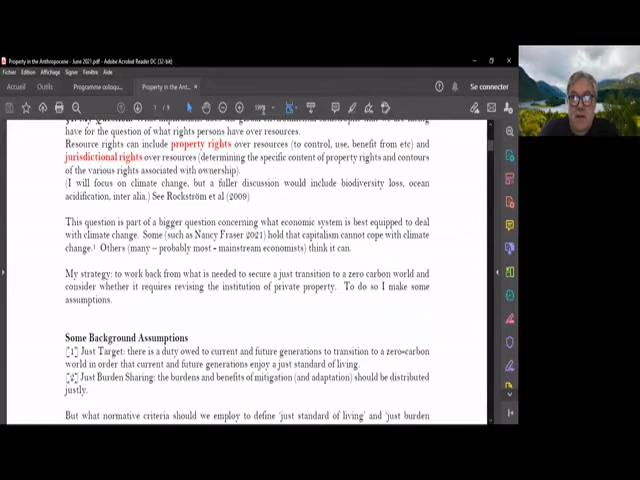 Property in the Anthropocene - June 2021.pdf - Adobe Acrobat Reader DC (32-bit)
Fichier Edition Affichage Signer Fenêtre Aide
Accueil Outils Programme colloqu... Property in the Ant... × Se connecter
1 / 9
have for the question of what rights persons have over resources.
Resource rights can include property rights over resources (to control, use, benefit from etc) and
jurisdictional rights over resources (determining the specific content of property rights and contours
of the various rights associated with ownership).
(I will focus on climate change, but a fuller discussion would include biodiversity loss, ocean
acidification, inter alia.) See Rockström et al (2009)
This question is part of a bigger question concerning what economic system is best equipped to deal
with climate change. Some (such as Nancy Fraser 2021) hold that capitalism cannot cope with climate
change.¹ Others (many – probably most - mainstream economists) think it can.
My strategy: to work back from what is needed to secure a just transition to a zero carbon world and
consider whether it requires revising the institution of private property. To do so I make some
assumptions.
Some Background Assumptions
[1] Just Target: there is a duty owed to current and future generations to transition to a zero-carbon
world in order that current and future generations enjoy a just standard of living.
[2] Just Burden Sharing: the burdens and benefits of mitigation (and adaptation) should be distributed
justly.
But what normative criteria should we employ to define 'just standard of living' and 'just burden